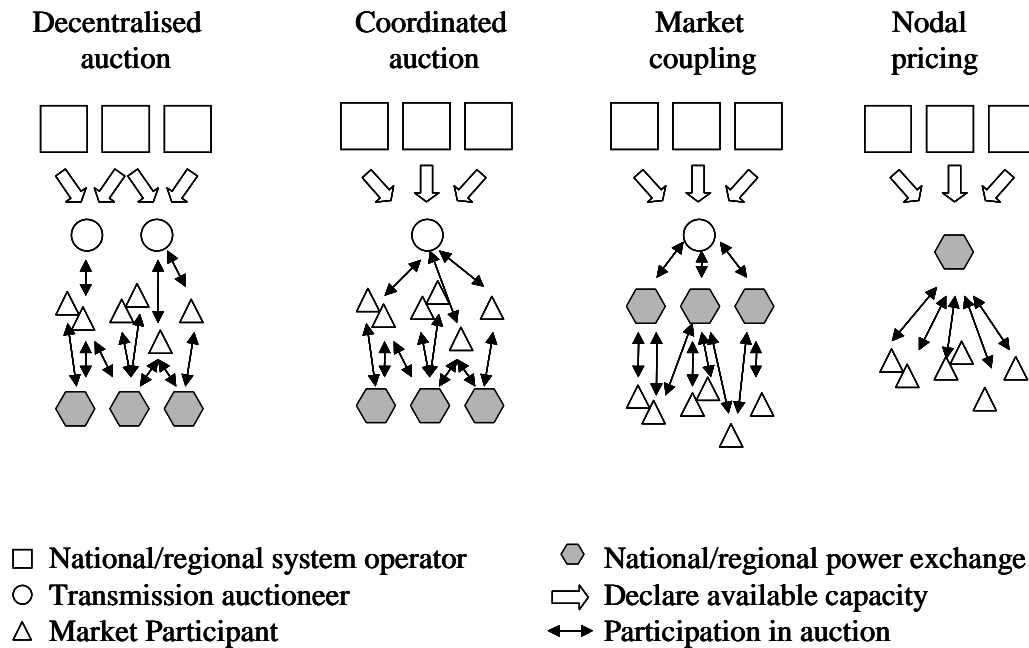 Decentralised
auction
Coordinated
auction
Market
coupling
Nodal
pricing
National/regional system operator
Transmission auctioneer
Market Participant
National/regional power exchange
Declare available capacity
Participation in auction